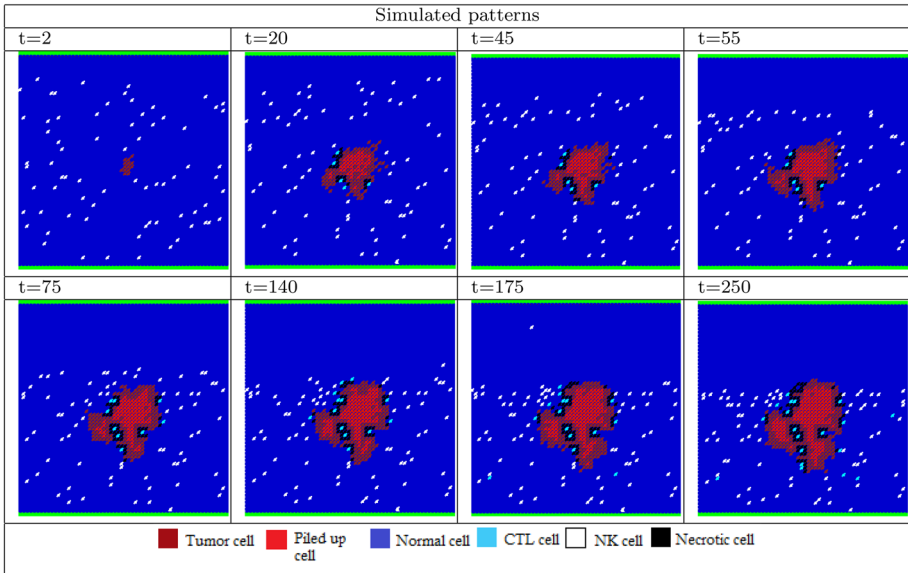 Simulated patterns
t=2 t=20 t=45 t=55
t=75 t=140 t=175 t=250
Tumor cell Piled up cell Normal cell CTL cell NK cell Necrotic cell